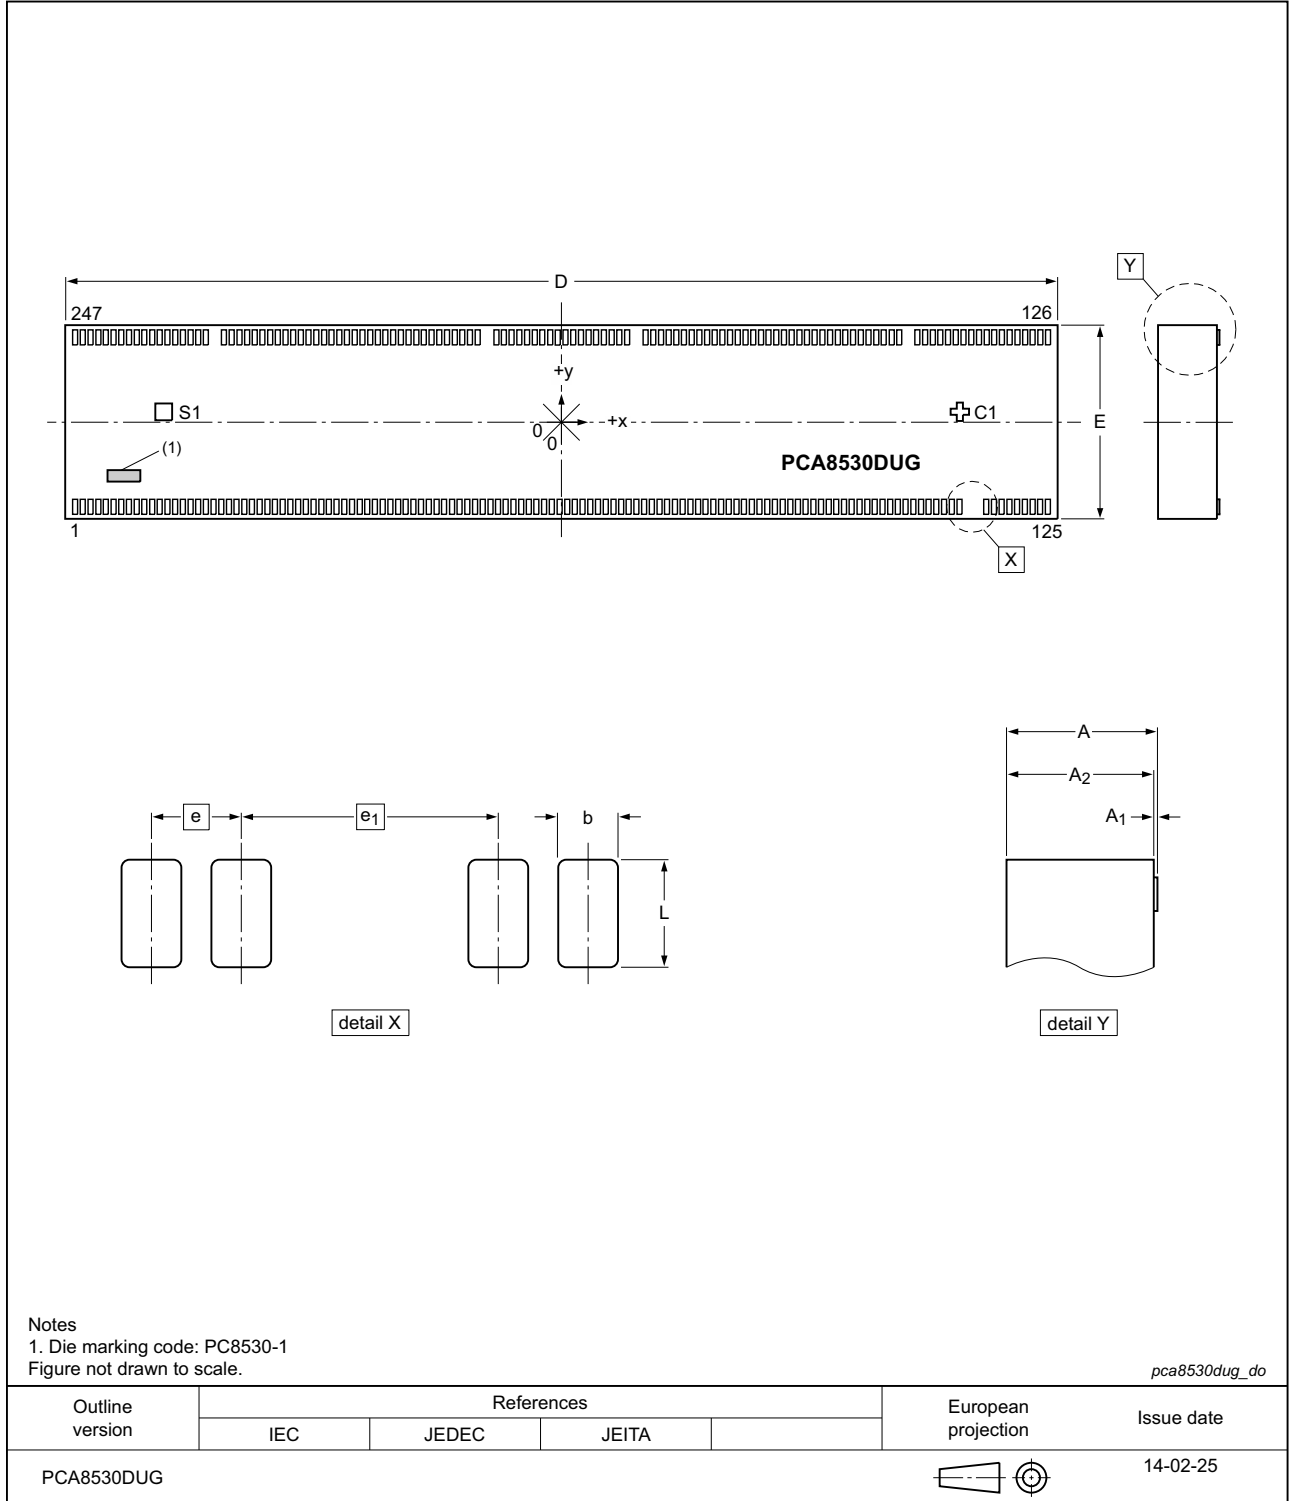 D
Y
247
126
+y
S1
C1
+x
E
0
0
(1)
PCA8530DUG
1
125
X
A
A2
e
e1
b
A1
L
detail X
detail Y
Notes
1. Die marking code: PC8530-1
Figure not drawn to scale.
pca8530dug_do
Outline
version
References
European
projection
Issue date
IEC
JEDEC
JEITA
PCA8530DUG
14-02-25